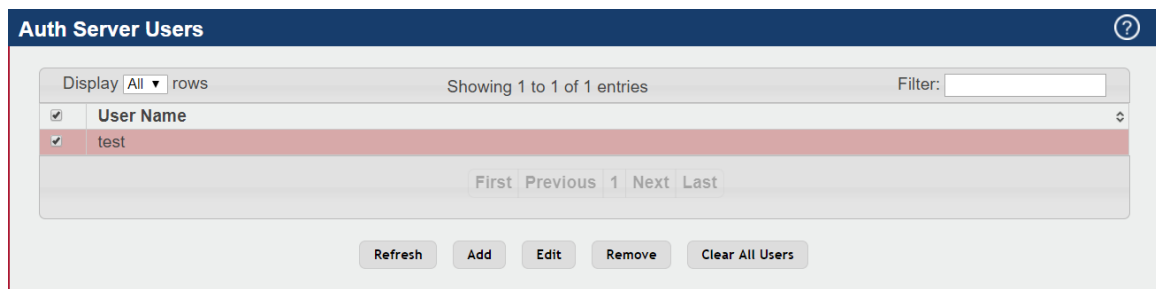 Auth Server Users ?
Display All rows Showing 1 to 1 of 1 entries Filter:
User Name
test
First Previous 1 Next Last
Refresh Add Edit Remove Clear All Users